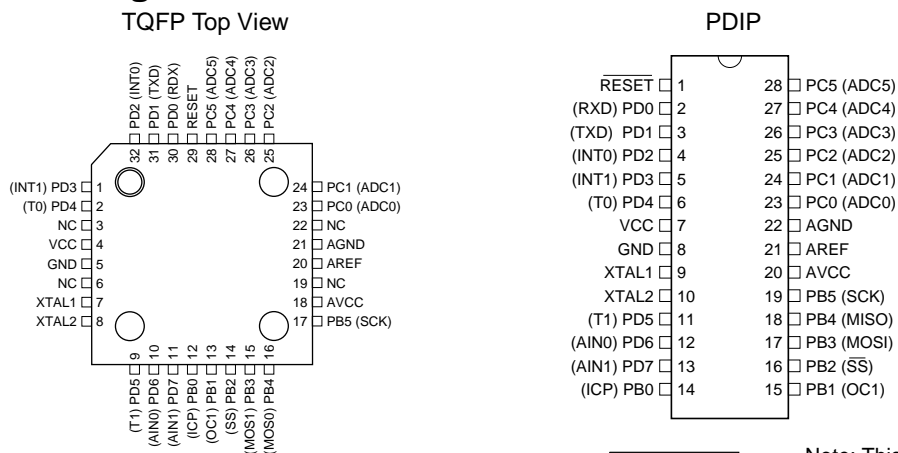 TQFP Top View
32 PD2 (INT0)
31 PD1 (TXD)
30 PD0 (RDX)
29 RESET
28 PC5 (ADC5)
27 PC4 (ADC4)
26 PC3 (ADC3)
25 PC2 (ADC2)
(INT1) PD3 1
(T0) PD4 2
NC 3
VCC 4
GND 5
NC 6
XTAL1 7
XTAL2 8
24 PC1 (ADC1)
23 PC0 (ADC0)
22 NC
21 AGND
20 AREF
19 NC
18 AVCC
17 PB5 (SCK)
(T1) PD5 9
(AIN0) PD6 10
(AIN1) PD7 11
(ICP) PB0 12
(OC1) PB1 13
(SS) PB2 14
(MOS1) PB3 15
(MOS0) PB4 16
PDIP
RESET 1
(RXD) PD0 2
(TXD) PD1 3
(INT0) PD2 4
(INT1) PD3 5
(T0) PD4 6
VCC 7
GND 8
XTAL1 9
XTAL2 10
(T1) PD5 11
(AIN0) PD6 12
(AIN1) PD7 13
(ICP) PB0 14
28 PC5 (ADC5)
27 PC4 (ADC4)
26 PC3 (ADC3)
25 PC2 (ADC2)
24 PC1 (ADC1)
23 PC0 (ADC0)
22 AGND
21 AREF
20 AVCC
19 PB5 (SCK)
18 PB4 (MISO)
17 PB3 (MOSI)
16 PB2 (SS)
15 PB1 (OC1)
Note: This